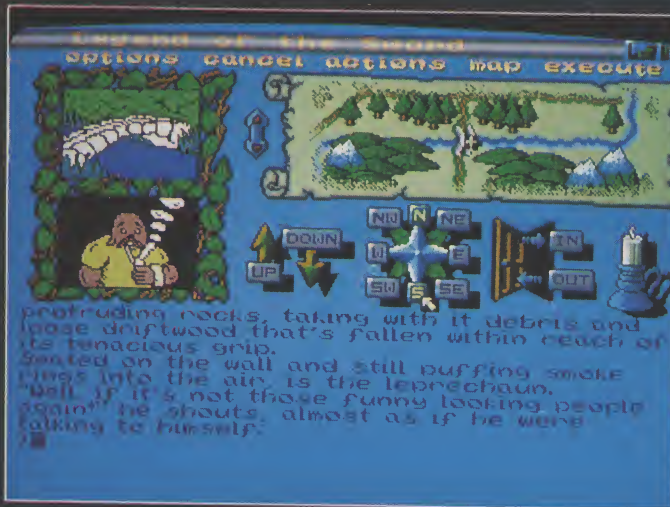 Legend of the Sword
options cancel actions map execute
NW N NE
DOWN
IN
W E
UP
OUT
SW S SE
protruding rocks, taking with it debris and
loose driftwood that's fallen within reach of
its tenacious grip.
Seated on the wall and still puffing smoke
rings into the air, is the leprechaun.
"Well, if it's not those funny looking people
again" he shouts, almost as if he were
talking to himself.
>